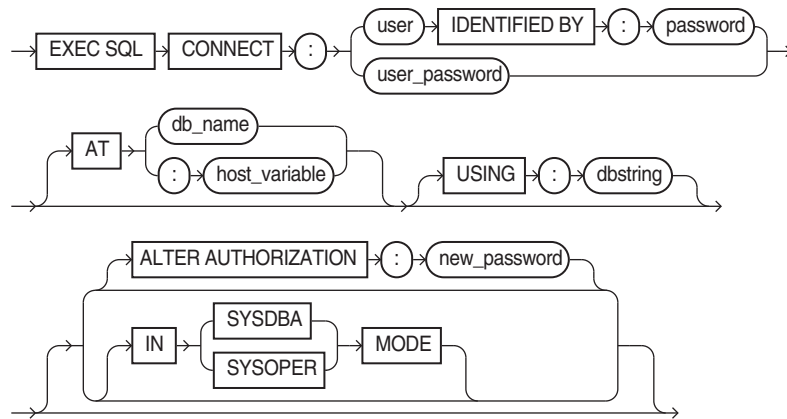 EXEC SQL CONNECT : user IDENTIFIED BY : password
user_password
AT db_name
: host_variable
USING : dbstring
ALTER AUTHORIZATION : new_password
IN SYSDBA MODE
SYSOPER